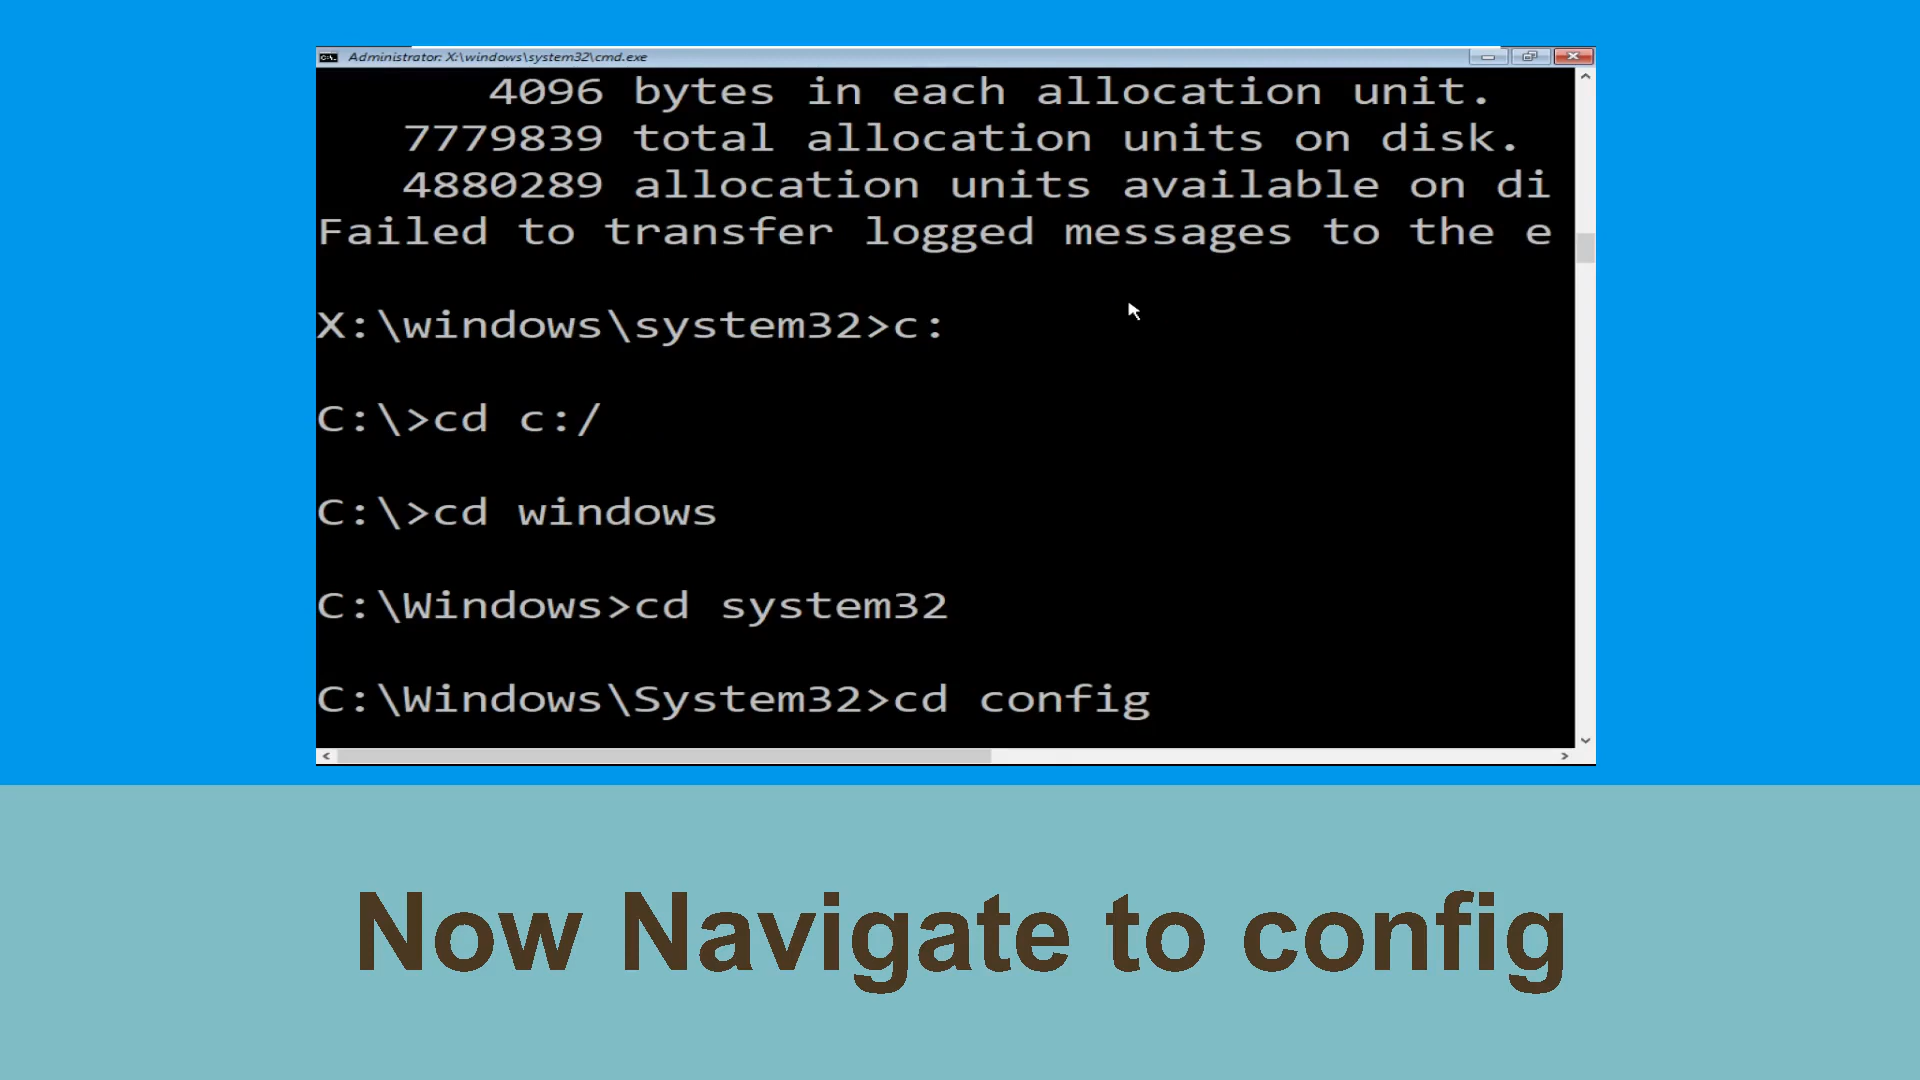 Administrator: X:\windows\system32\cmd.exe
4096 bytes in each allocation unit.
7779839 total allocation units on disk.
4880289 allocation units available on di
Failed to transfer logged messages to the e
X:\windows\system32>c:
C:\>cd c:/
C:\>cd windows
C:\Windows>cd system32
C:\Windows\System32>cd config
Now Navigate to config